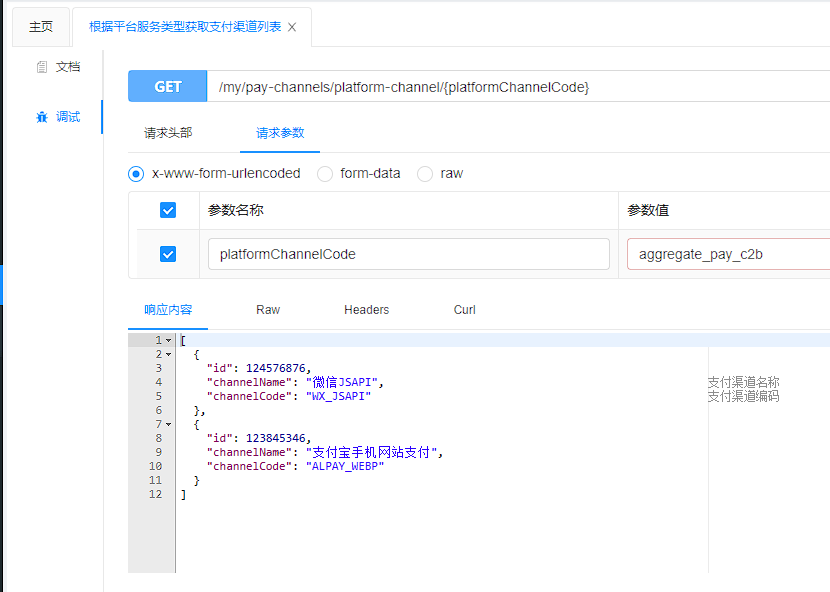 主页 根据平台服务类型获取支付渠道列表
文档
调试
GET /my/pay-channels/platform-channel/{platformChannelCode}
请求头部 请求参数
x-www-form-urlencoded form-data raw
参数名称 参数值
platformChannelCode aggregate_pay_c2b
响应内容 Raw Headers Curl
1 [
2 {
3 "id": 124576876,
4 "channelName": "微信JSAPI", 支付渠道名称
5 "channelCode": "WX_JSAPI" 支付渠道编码
6 },
7 {
8 "id": 123845346,
9 "channelName": "支付宝手机网站支付",
10 "channelCode": "ALPAY_WEBP"
11 }
12 ]